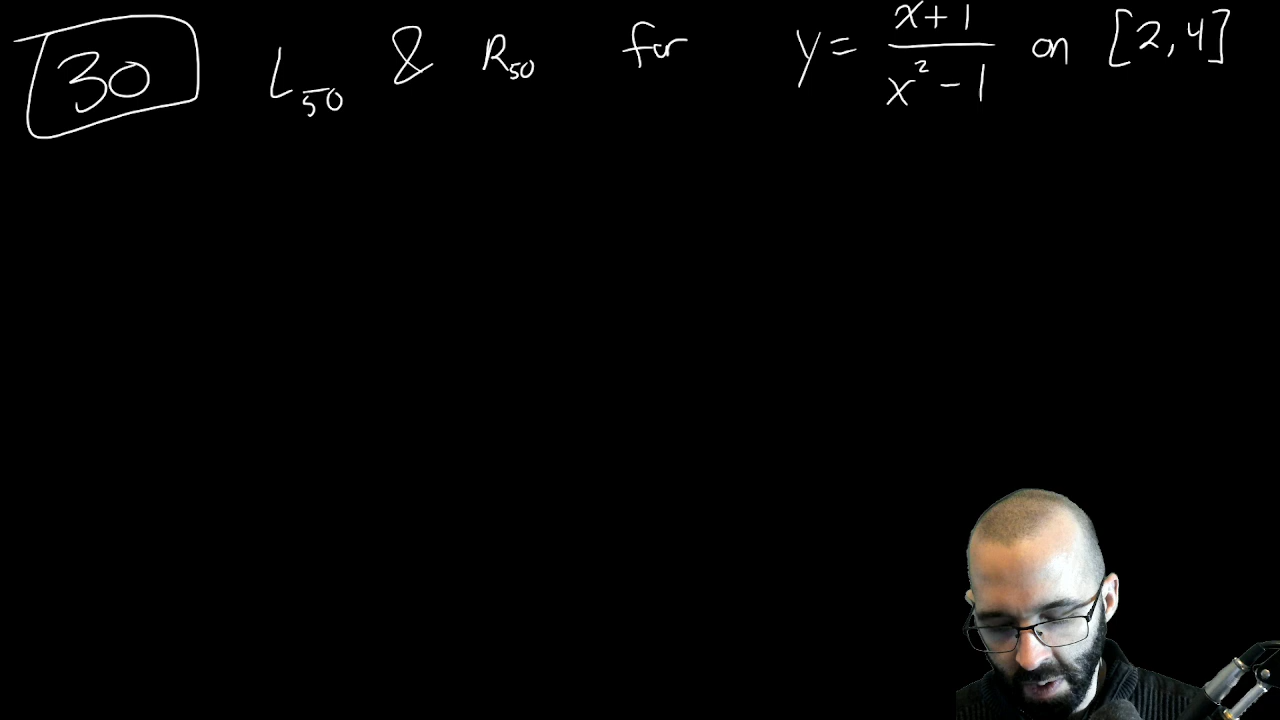 30 L₅₀ & R₅₀ for y = (x+1)/(x²-1) on [2,4]